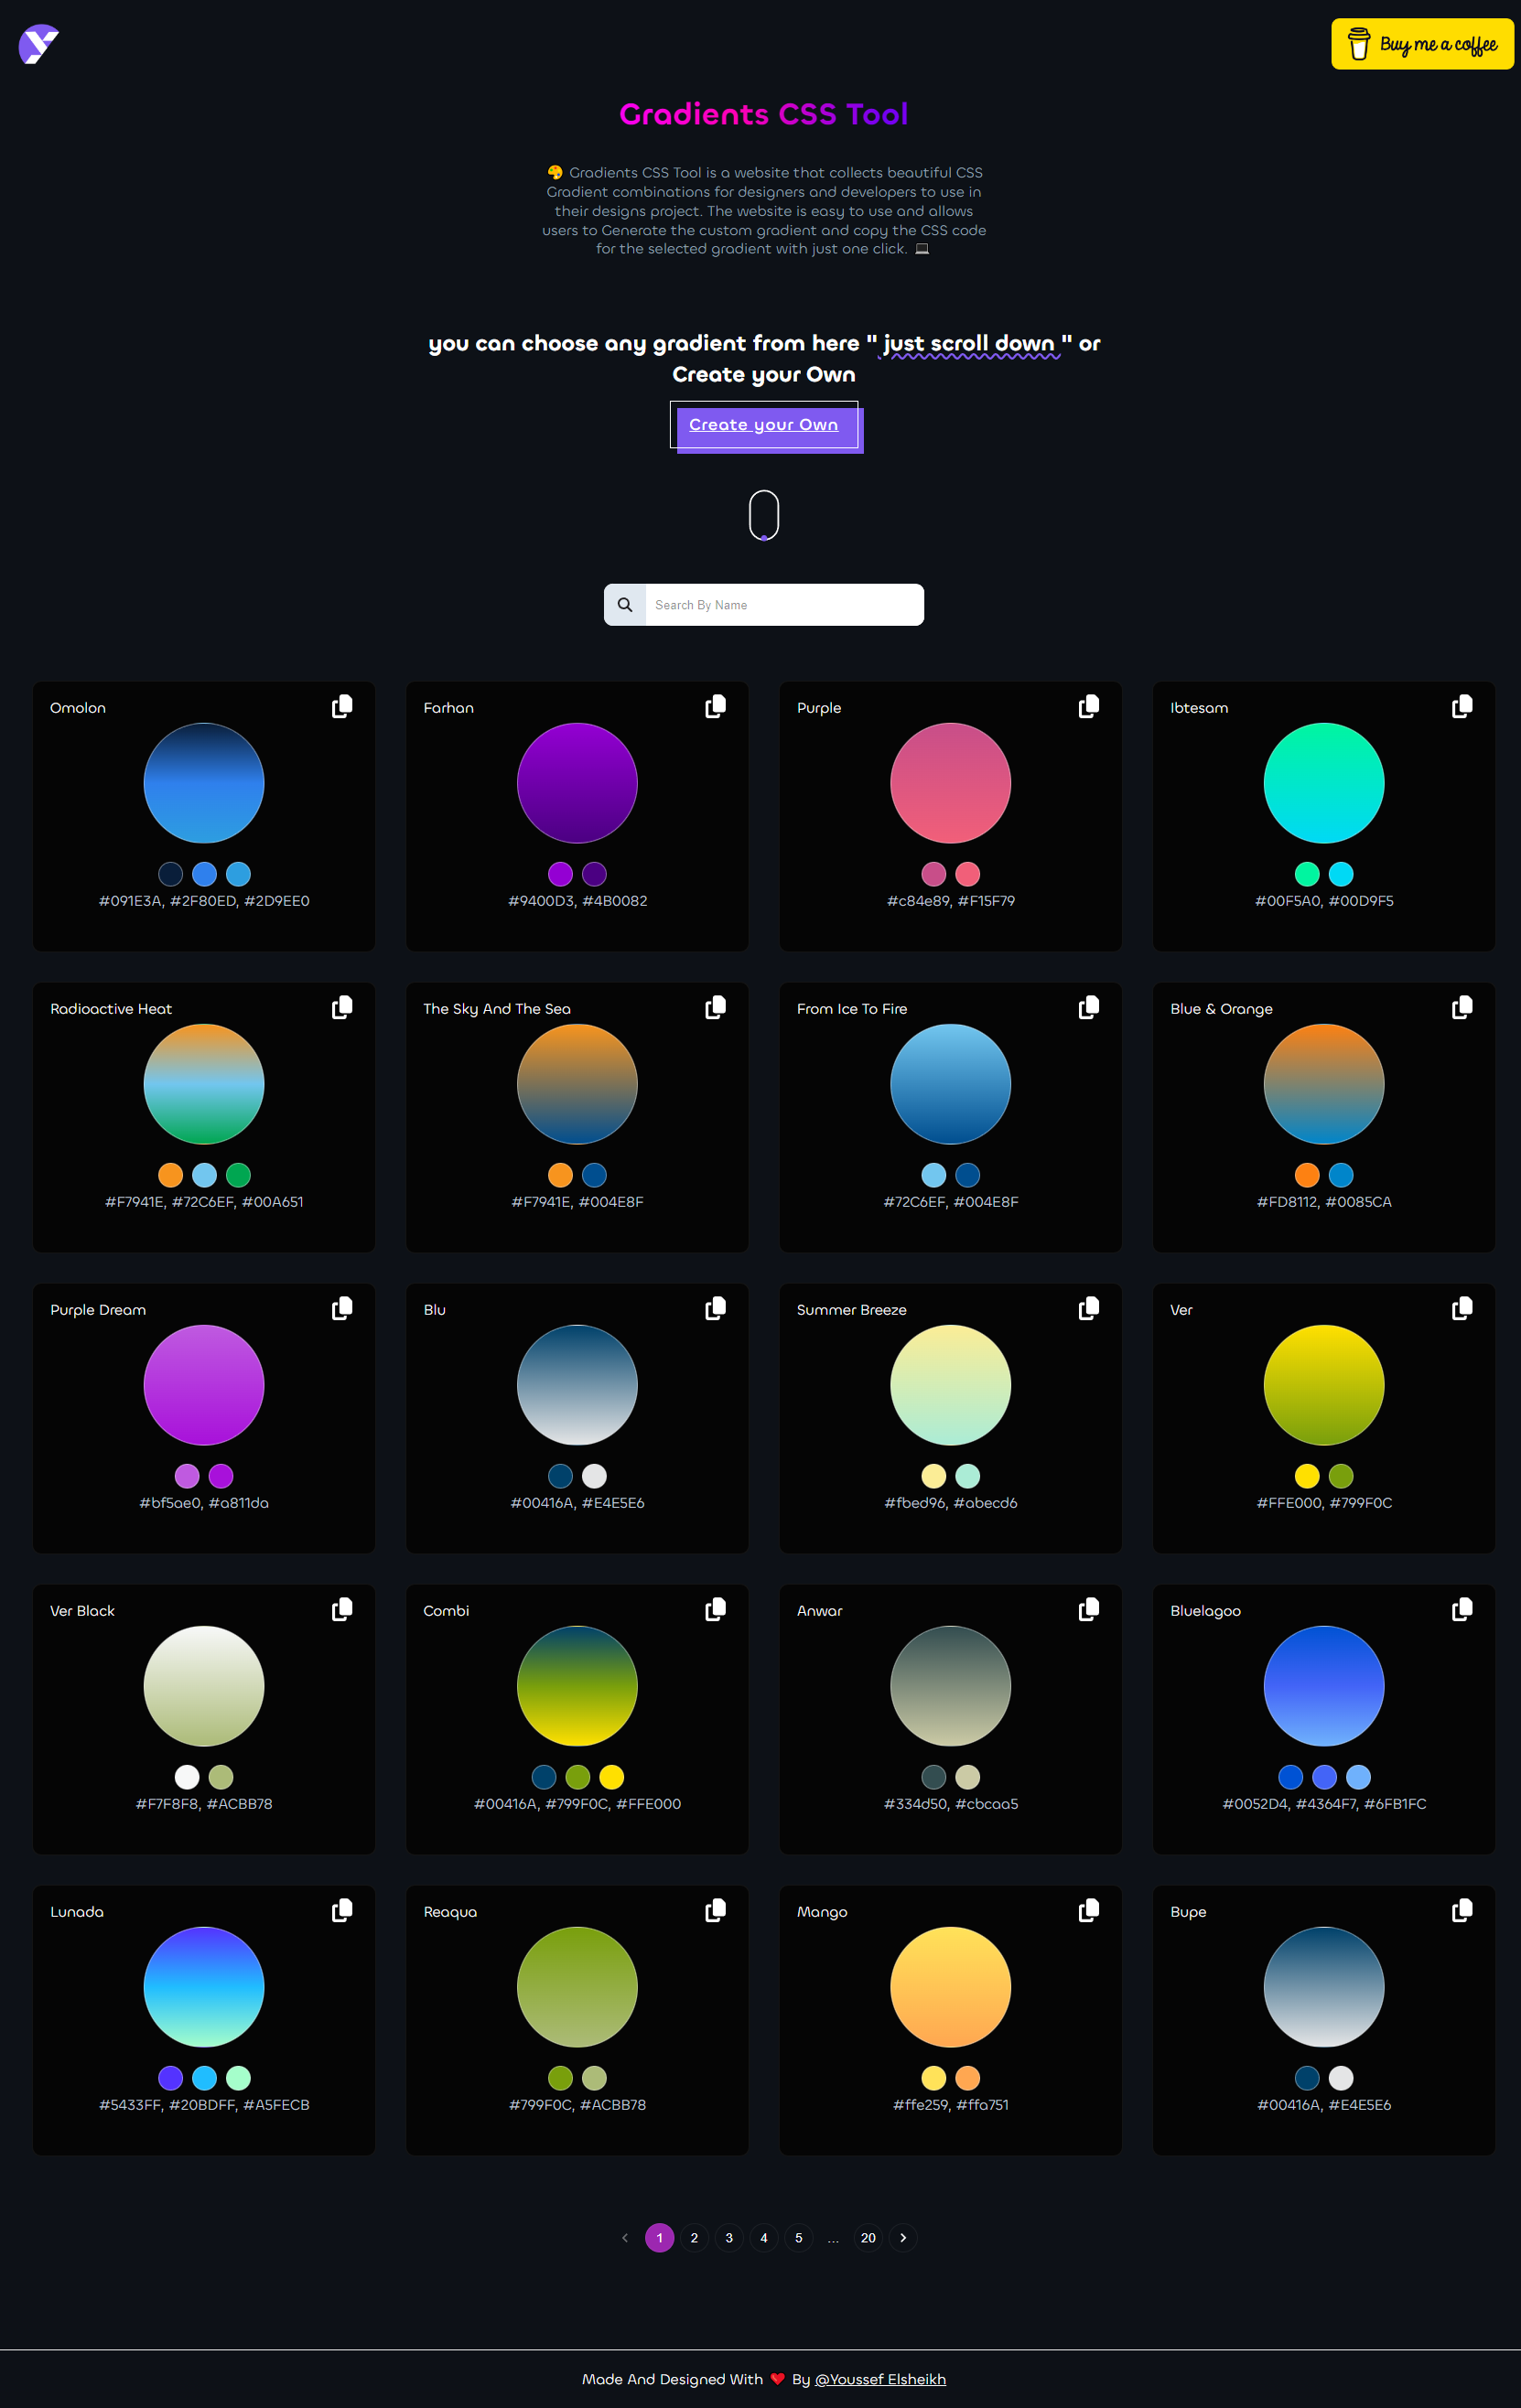 Buy me a coffee
Gradients CSS Tool
🎨 Gradients CSS Tool is a website that collects beautiful CSS
Gradient combinations for designers and developers to use in
their designs project. The website is easy to use and allows
users to Generate the custom gradient and copy the CSS code
for the selected gradient with just one click. 💻
you can choose any gradient from here " just scroll down " or
Create your Own
Create your Own
Search By Name
Omolon
#091E3A, #2F80ED, #2D9EE0
Farhan
#9400D3, #4B0082
Purple
#c84e89, #F15F79
Ibtesam
#00F5A0, #00D9F5
Radioactive Heat
#F7941E, #72C6EF, #00A651
The Sky And The Sea
#F7941E, #004E8F
From Ice To Fire
#72C6EF, #004E8F
Blue & Orange
#FD8112, #0085CA
Purple Dream
#bf5ae0, #a811da
Blu
#00416A, #E4E5E6
Summer Breeze
#fbed96, #abecd6
Ver
#FFE000, #799F0C
Ver Black
#F7F8F8, #ACBB78
Combi
#00416A, #799F0C, #FFE000
Anwar
#334d50, #cbcaa5
Bluelagoo
#0052D4, #4364F7, #6FB1FC
Lunada
#5433FF, #20BDFF, #A5FECB
Reaqua
#799F0C, #ACBB78
Mango
#ffe259, #ffa751
Bupe
#00416A, #E4E5E6
1 2 3 4 5 ... 20
Made And Designed With ❤️ By @Youssef Elsheikh